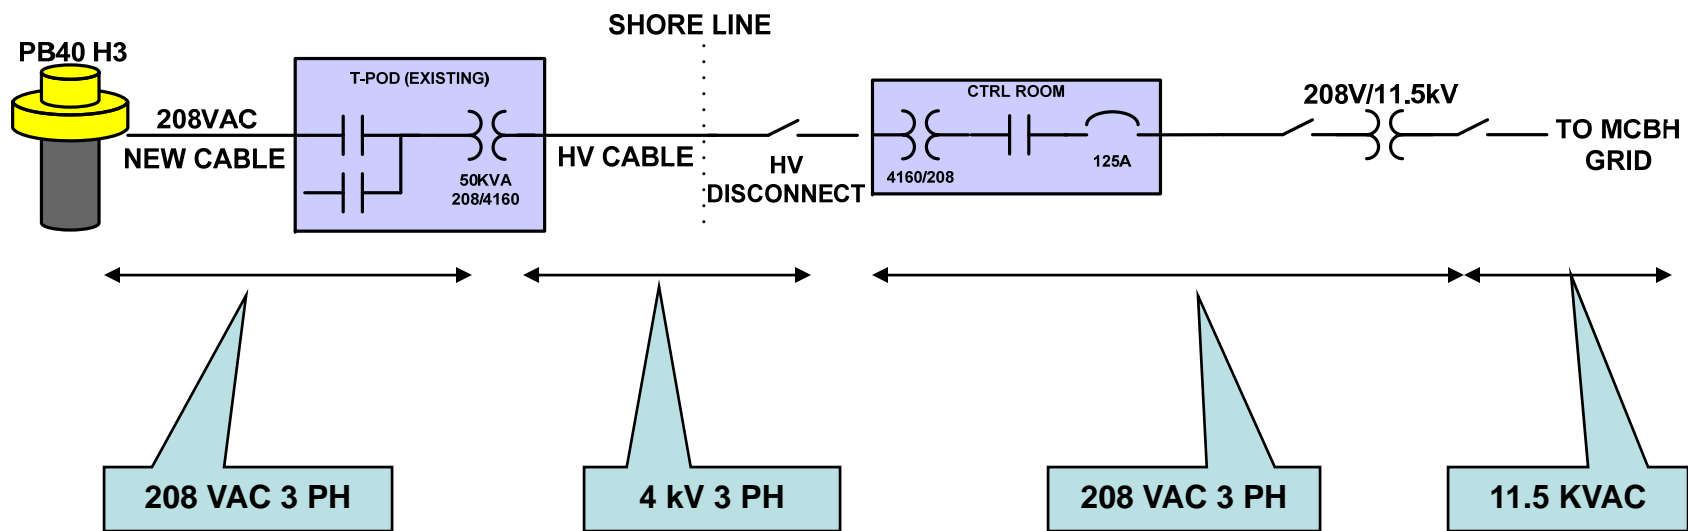 SHORE LINE
PB40 H3
T-POD (EXISTING)
CTRL ROOM
208V/11.5kV
208VAC
NEW CABLE
50KVA
208/4160
HV CABLE
HV
DISCONNECT
4160/208
125A
TO MCBH
GRID
208 VAC 3 PH
4 kV 3 PH
208 VAC 3 PH
11.5 KVAC